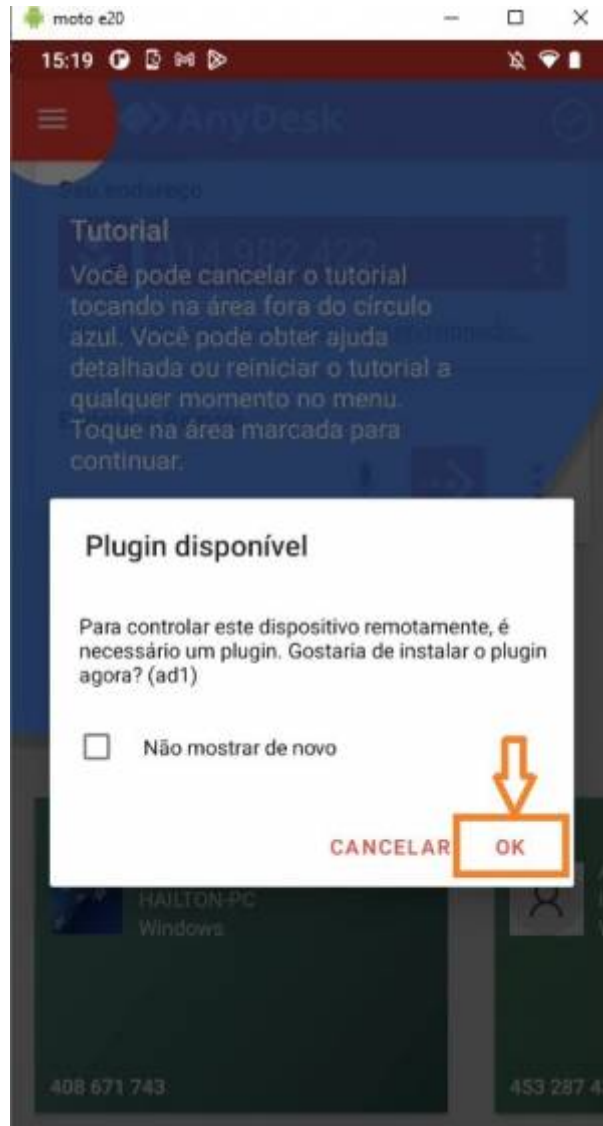 moto e20
15:19
AnyDesk
Seu endereço
Tutorial
Você pode cancelar o tutorial
tocando na área fora do círculo
azul. Você pode obter ajuda
detalhada ou reiniciar o tutorial a
qualquer momento no menu.
Toque na área marcada para
continuar.
Plugin disponível
Para controlar este dispositivo remotamente, é
necessário um plugin. Gostaria de instalar o plugin
agora? (ad1)
Não mostrar de novo
CANCELAR OK
HAILTON-PC
Windows
408 671 743 453 287 4